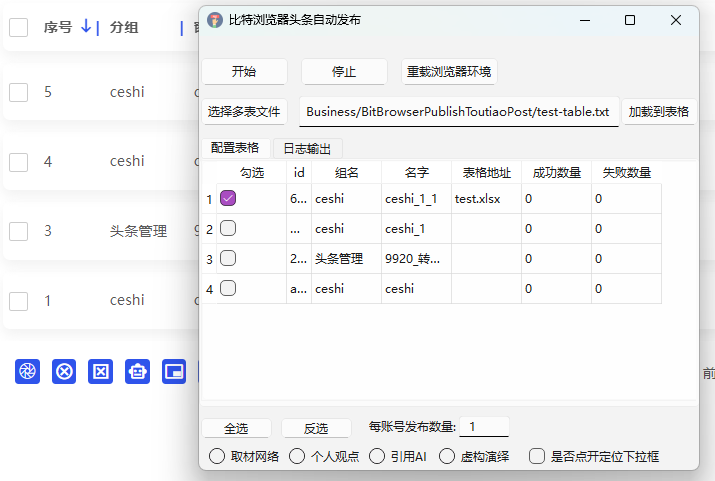 序号 分组
5 ceshi
4 ceshi
3 头条管理
1 ceshi
前
比特浏览器头条自动发布
开始 停止 重载浏览器环境
选择多表文件 Business/BitBrowserPublishToutiaoPost/test-table.txt 加载到表格
配置表格 日志输出
勾选 id 组名 名字 表格地址 成功数量 失败数量
1 6... ceshi ceshi_1_1 test.xlsx 0 0
2 ... ceshi ceshi_1 0 0
3 2... 头条管理 9920_转... 0 0
4 a... ceshi ceshi 0 0
全选 反选 每账号发布数量: 1
取材网络 个人观点 引用AI 虚构演绎 是否点开定位下拉框